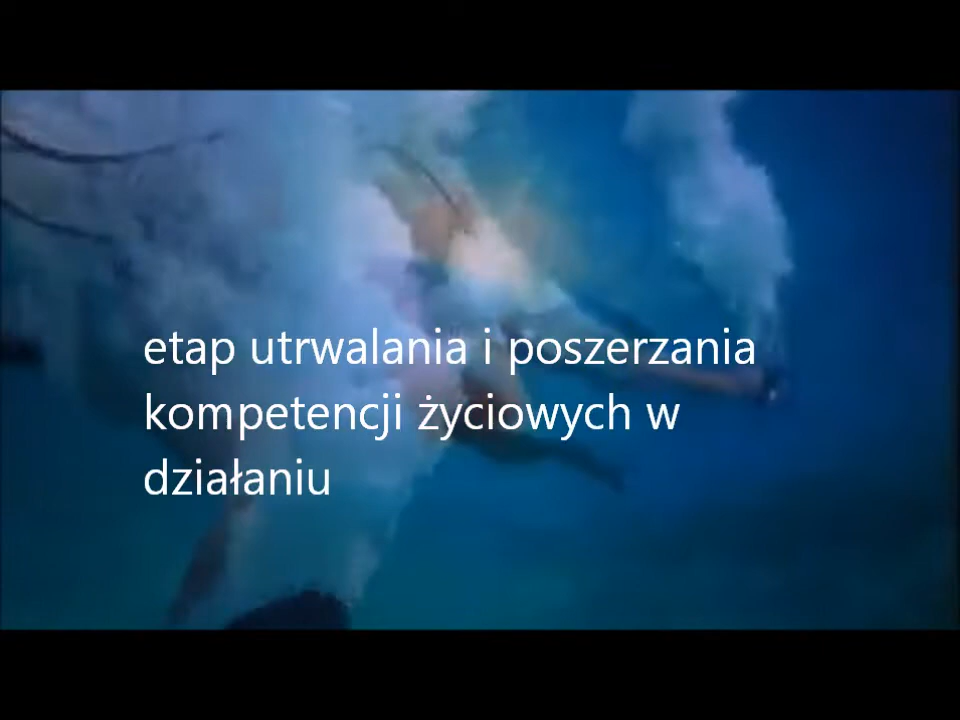 etap utrwalania i poszerzania
kompetencji życiowych w
działaniu